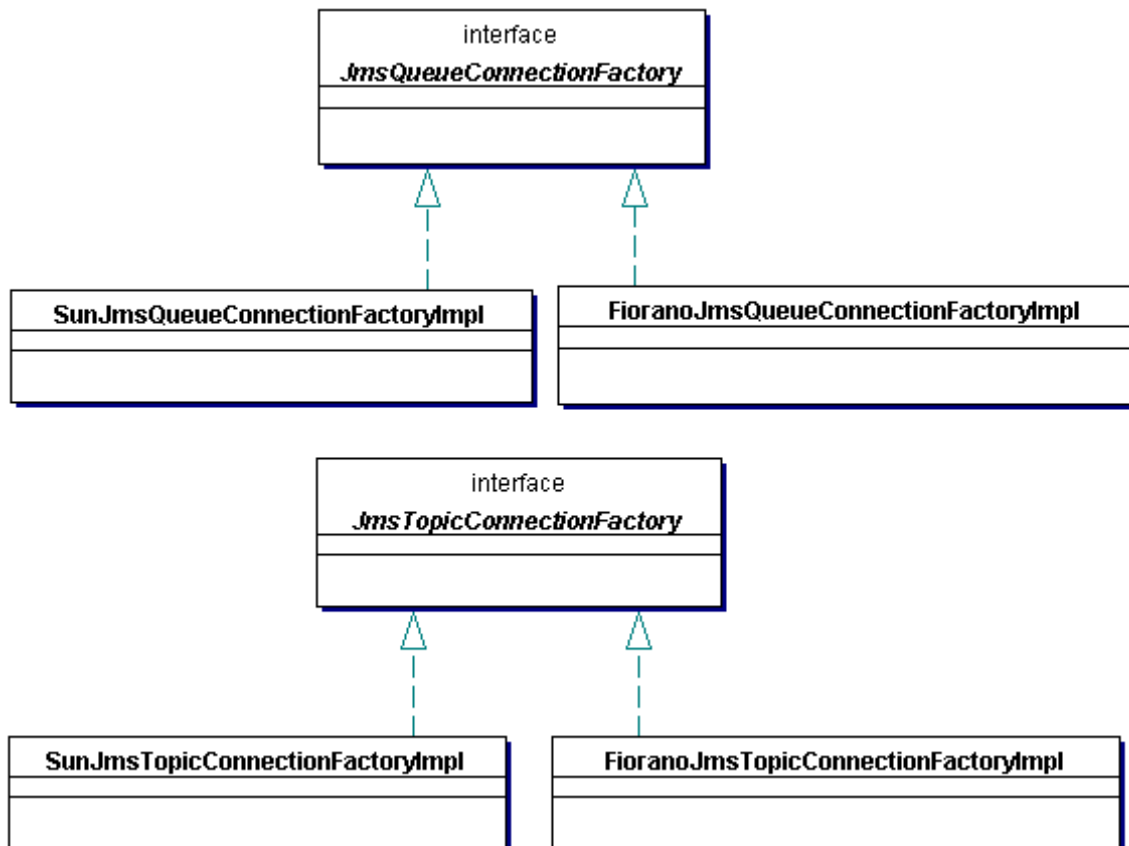 interface
JmsQueueConnectionFactory
SunJmsQueueConnectionFactoryImpl
FioranoJmsQueueConnectionFactoryImpl
interface
JmsTopicConnectionFactory
SunJmsTopicConnectionFactoryImpl
FioranoJmsTopicConnectionFactoryImpl